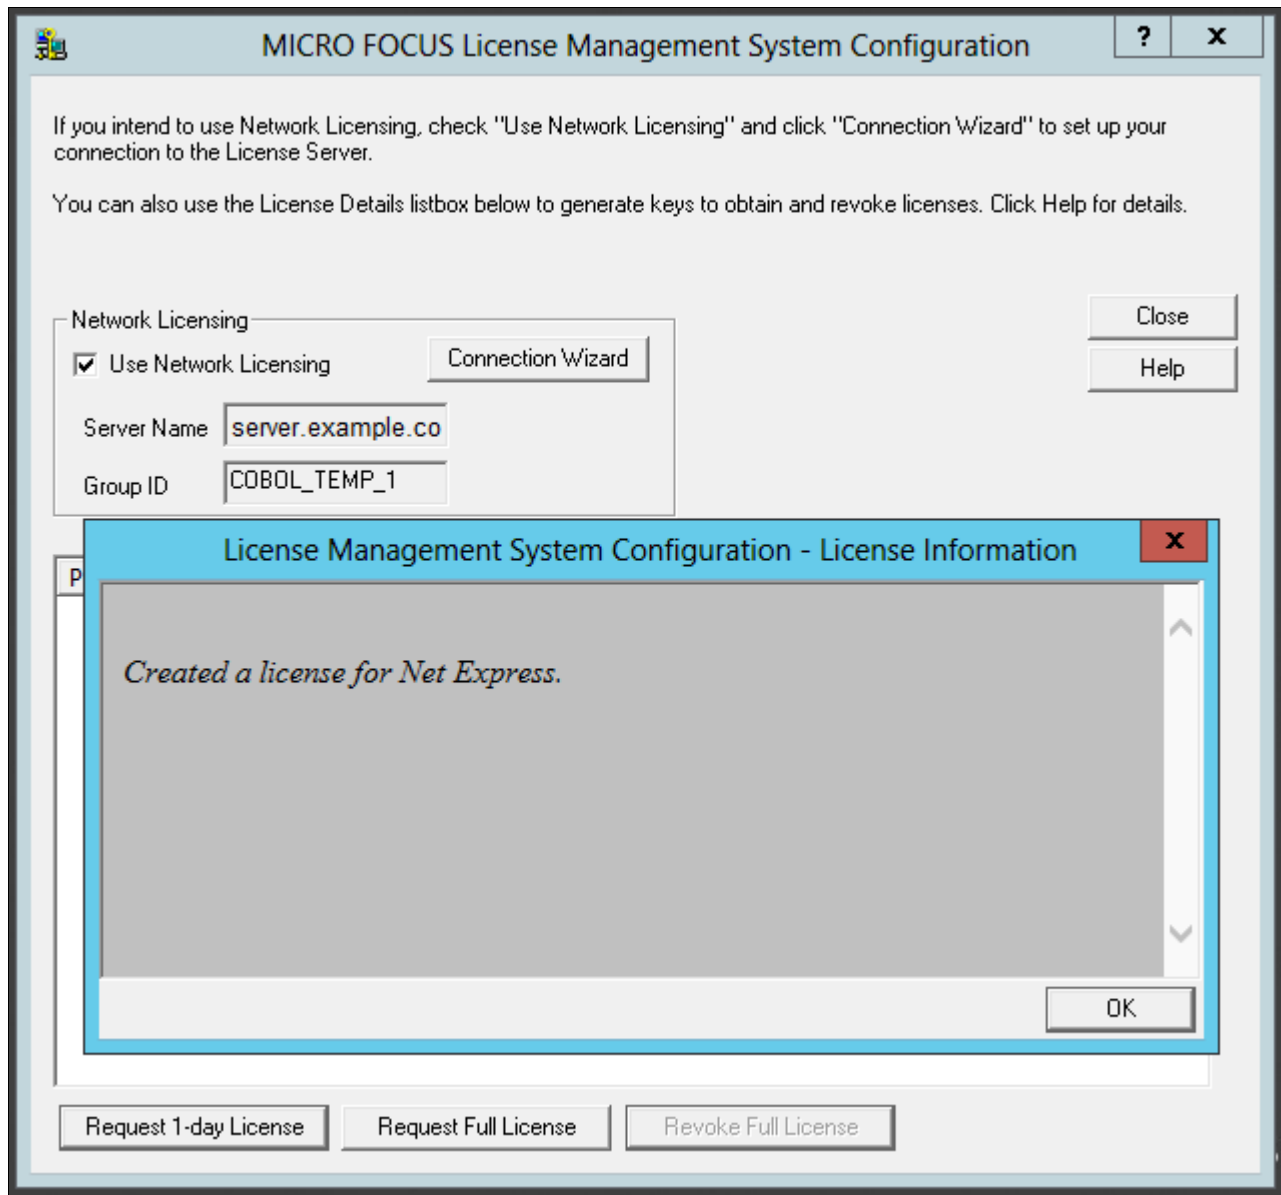 MICRO FOCUS License Management System Configuration
? x
If you intend to use Network Licensing, check "Use Network Licensing" and click "Connection Wizard" to set up your
connection to the License Server.
You can also use the License Details listbox below to generate keys to obtain and revoke licenses. Click Help for details.
Network Licensing
Use Network Licensing
Connection Wizard
Server Name
server.example.co
Group ID
COBOL_TEMP_1
Close
Help
P
License Management System Configuration - License Information
x
Created a license for Net Express.
OK
Request 1-day License
Request Full License
Revoke Full License